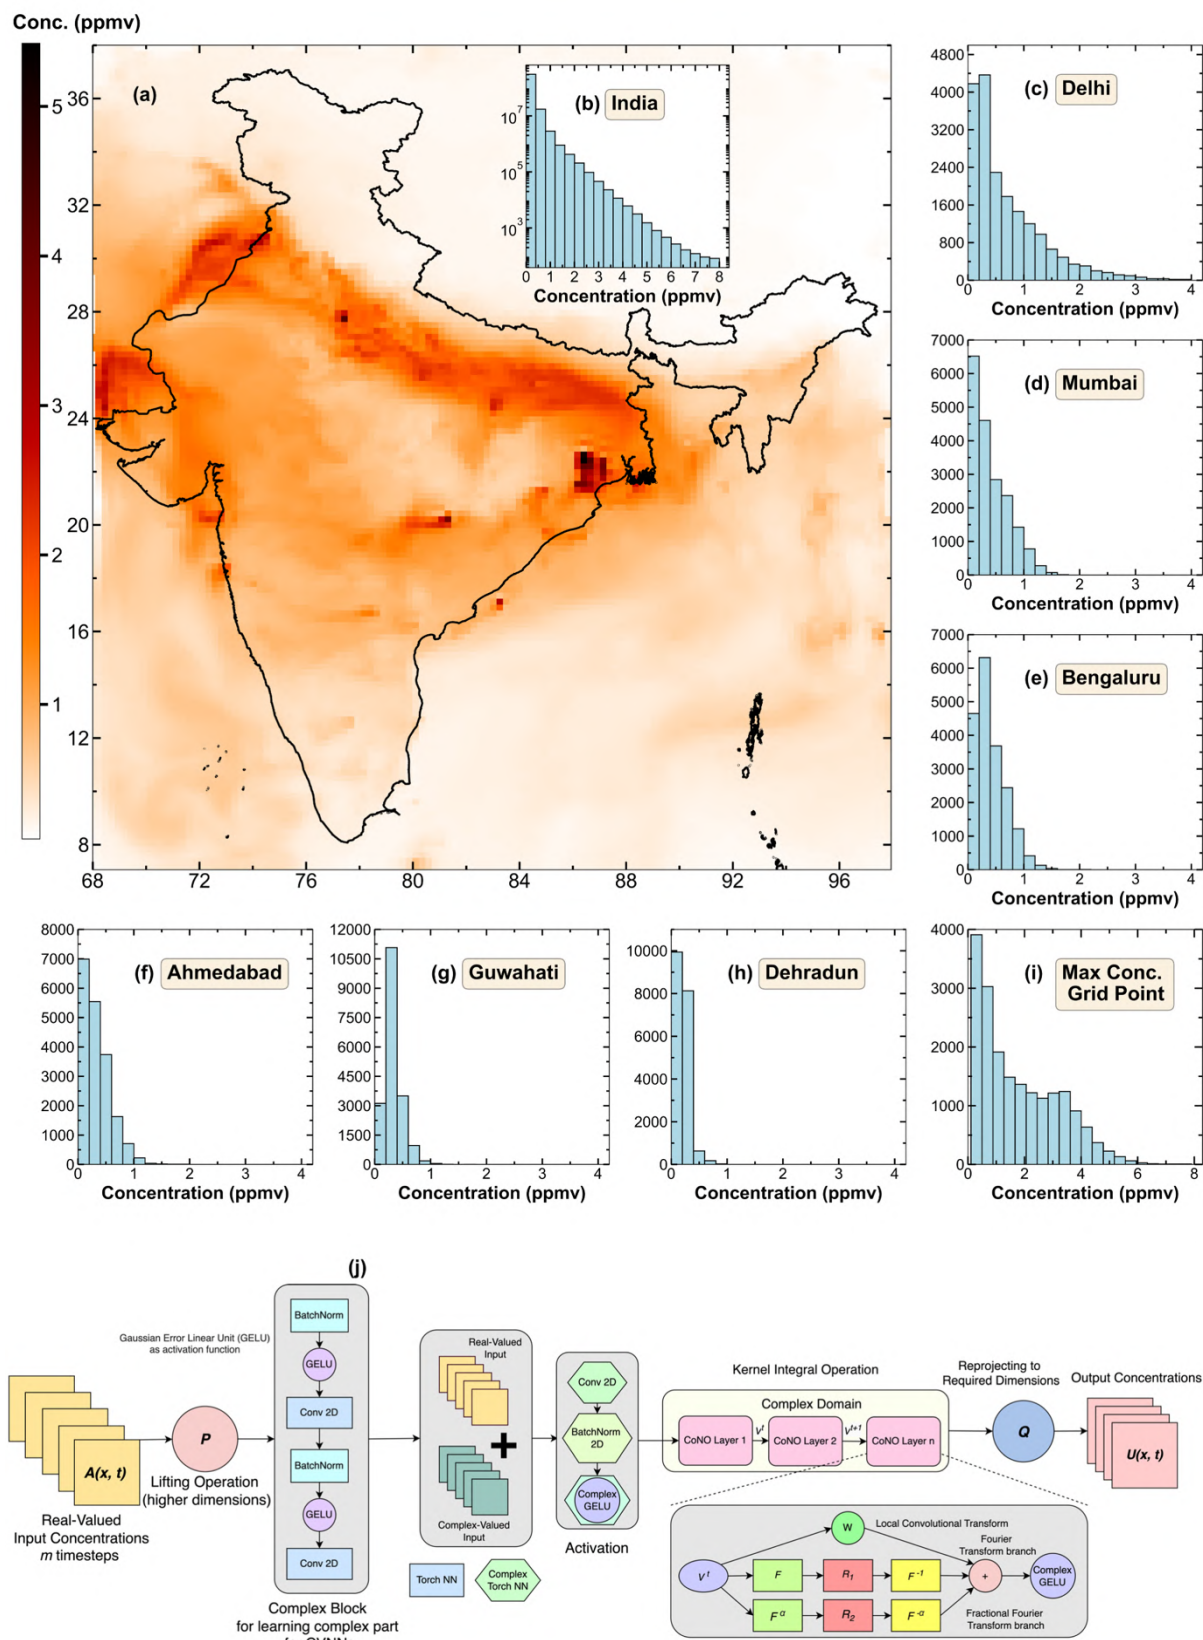 Conc. (ppmv)
5
4
3
2
1
(a)
36
32
28
24
20
16
12
8
68
72
76
80
84
88
92
96
(b) India
10⁷
10⁵
10³
0 1 2 3 4 5 6 7 8
Concentration (ppmv)
(c) Delhi
4800
4000
3200
2400
1600
800
0
0 1 2 3 4
Concentration (ppmv)
(d) Mumbai
7000
6000
5000
4000
3000
2000
1000
0
0 1 2 3 4
Concentration (ppmv)
(e) Bengaluru
7000
6000
5000
4000
3000
2000
1000
0
0 1 2 3 4
Concentration (ppmv)
(f) Ahmedabad
8000
7000
6000
5000
4000
3000
2000
1000
0
0 1 2 3 4
Concentration (ppmv)
(g) Guwahati
12000
10500
9000
7500
6000
4500
3000
1500
0
0 1 2 3 4
Concentration (ppmv)
(h) Dehradun
10000
8000
6000
4000
2000
0
0 1 2 3 4
Concentration (ppmv)
(i) Max Conc.
Grid Point
4000
3000
2000
1000
0
0 2 4 6 8
Concentration (ppmv)
(j)
A(x, t)
Real-Valued
Input Concentrations
m timesteps
P
Lifting Operation
(higher dimensions)
Gaussian Error Linear Unit (GELU)
as activation function
BatchNorm
GELU
Conv 2D
BatchNorm
GELU
Conv 2D
Complex Block
for learning complex part
Real-Valued
Input
+
Complex-Valued
Input
Torch NN
Complex
Torch NN
Conv 2D
BatchNorm
2D
Complex
GELU
Activation
Kernel Integral Operation
Complex Domain
CoNO Layer 1
Vᵗ
CoNO Layer 2
Vᵗ⁺¹
CoNO Layer n
Reprojecting to
Required Dimensions
Q
Output Concentrations
U(x, t)
W
Local Convolutional Transform
Fourier
Transform branch
V ᵗ
F
R₁
F⁻¹
+
Complex
GELU
F^α
R₂
F^-α
Fractional Fourier
Transform branch